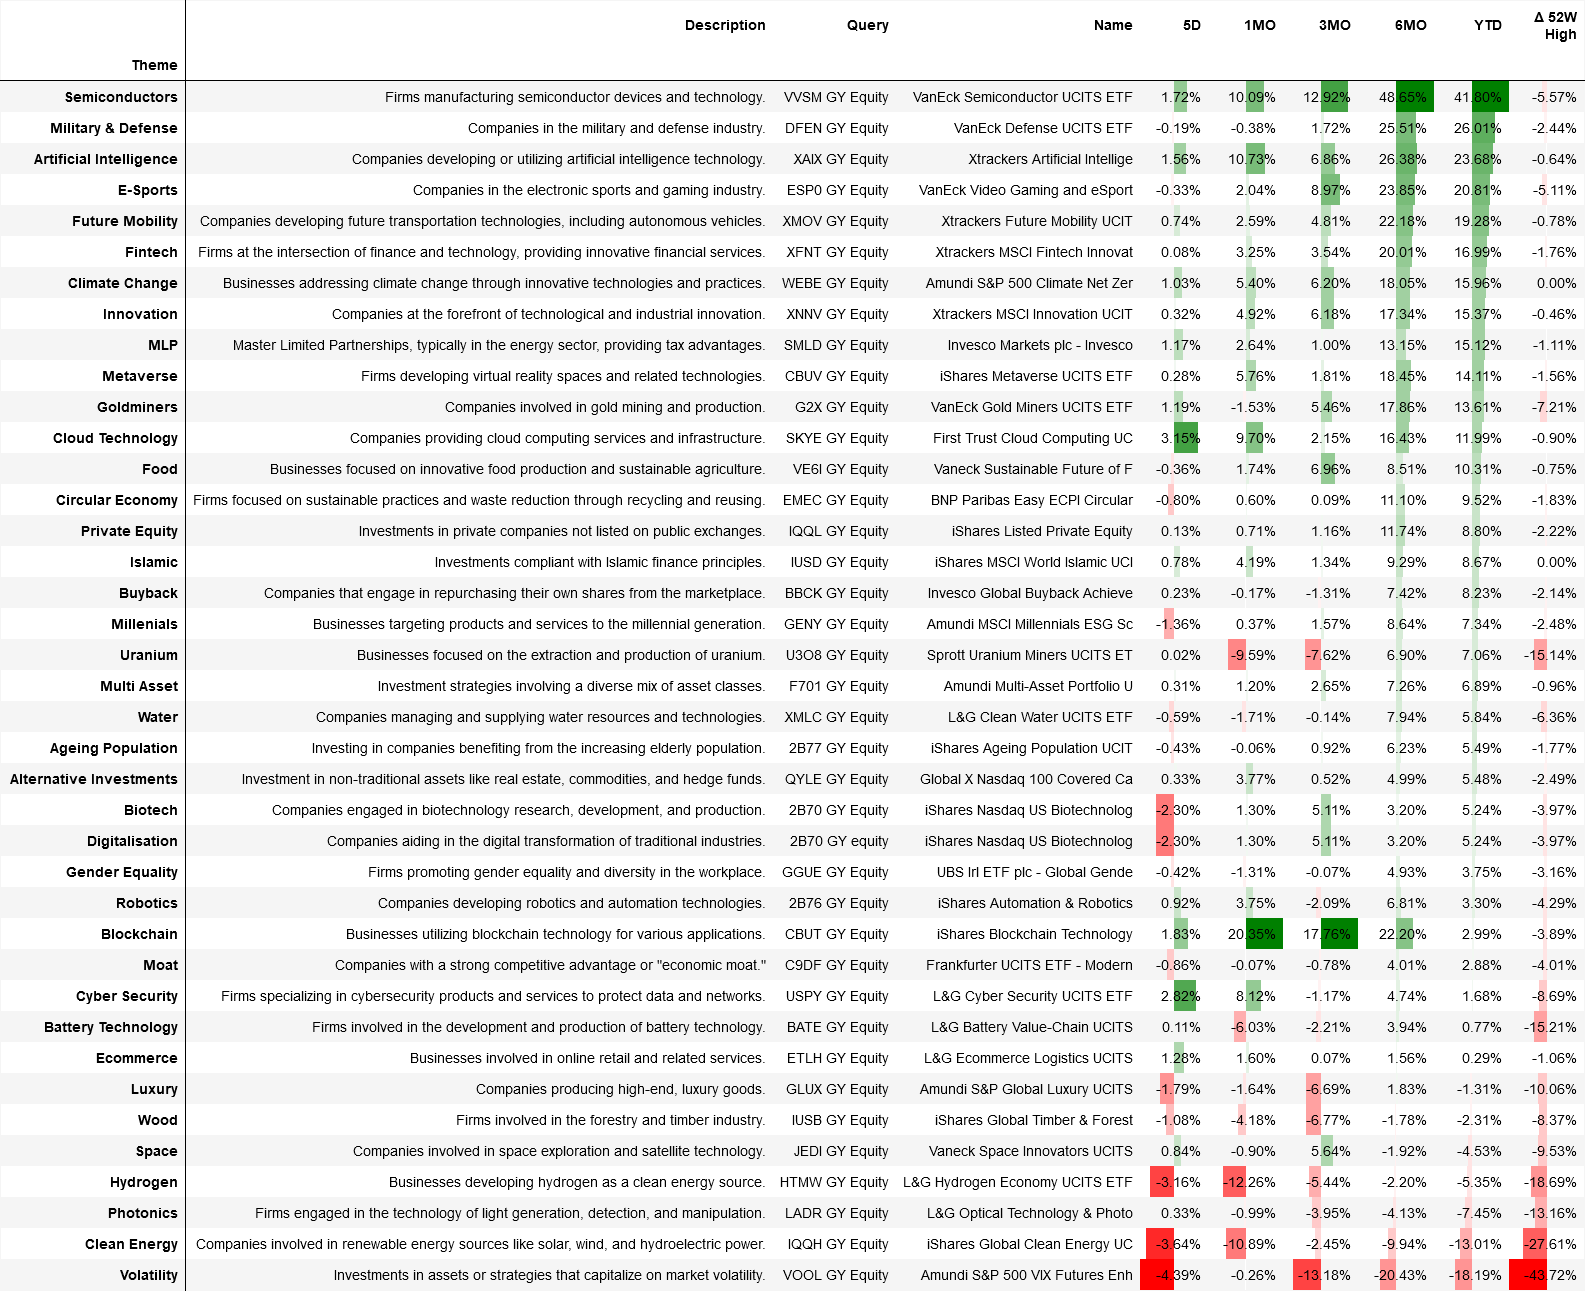 Theme Description Query Name 5D 1MO 3MO 6MO YTD Δ 52W High
Semiconductors Firms manufacturing semiconductor devices and technology. VVSM GY Equity VanEck Semiconductor UCITS ETF 1.72% 10.09% 12.92% 48.65% 41.80% -5.57%
Military & Defense Companies in the military and defense industry. DFEN GY Equity VanEck Defense UCITS ETF -0.19% -0.38% 1.72% 25.51% 26.01% -2.44%
Artificial Intelligence Companies developing or utilizing artificial intelligence technology. XAIX GY Equity Xtrackers Artificial Intellige 1.56% 10.73% 6.86% 26.38% 23.68% -0.64%
E-Sports Companies in the electronic sports and gaming industry. ESP0 GY Equity VanEck Video Gaming and eSport -0.33% 2.04% 8.97% 23.85% 20.81% -5.11%
Future Mobility Companies developing future transportation technologies, including autonomous vehicles. XMOV GY Equity Xtrackers Future Mobility UCIT 0.74% 2.59% 4.81% 22.18% 19.28% -0.78%
Fintech Firms at the intersection of finance and technology, providing innovative financial services. XFNT GY Equity Xtrackers MSCI Fintech Innovat 0.08% 3.25% 3.54% 20.01% 16.99% -1.76%
Climate Change Businesses addressing climate change through innovative technologies and practices. WEBE GY Equity Amundi S&P 500 Climate Net Zer 1.03% 5.40% 6.20% 18.05% 15.96% 0.00%
Innovation Companies at the forefront of technological and industrial innovation. XNNV GY Equity Xtrackers MSCI Innovation UCIT 0.32% 4.92% 6.18% 17.34% 15.37% -0.46%
MLP Master Limited Partnerships, typically in the energy sector, providing tax advantages. SMLD GY Equity Invesco Markets plc - Invesco 1.17% 2.64% 1.00% 13.15% 15.12% -1.11%
Metaverse Firms developing virtual reality spaces and related technologies. CBUV GY Equity iShares Metaverse UCITS ETF 0.28% 5.76% 1.81% 18.45% 14.11% -1.56%
Goldminers Companies involved in gold mining and production. G2X GY Equity VanEck Gold Miners UCITS ETF 1.19% -1.53% 5.46% 17.86% 13.61% -7.21%
Cloud Technology Companies providing cloud computing services and infrastructure. SKYE GY Equity First Trust Cloud Computing UC 3.15% 9.70% 2.15% 16.43% 11.99% -0.90%
Food Businesses focused on innovative food production and sustainable agriculture. VE6I GY Equity Vaneck Sustainable Future of F -0.36% 1.74% 6.96% 8.51% 10.31% -0.75%
Circular Economy Firms focused on sustainable practices and waste reduction through recycling and reusing. EMEC GY Equity BNP Paribas Easy ECPI Circular -0.80% 0.60% 0.09% 11.10% 9.52% -1.83%
Private Equity Investments in private companies not listed on public exchanges. IQQL GY Equity iShares Listed Private Equity 0.13% 0.71% 1.16% 11.74% 8.80% -2.22%
Islamic Investments compliant with Islamic finance principles. IUSD GY Equity iShares MSCI World Islamic UCI 0.78% 4.19% 1.34% 9.29% 8.67% 0.00%
Buyback Companies that engage in repurchasing their own shares from the marketplace. BBCK GY Equity Invesco Global Buyback Achieve 0.23% -0.17% -1.31% 7.42% 8.23% -2.14%
Millenials Businesses targeting products and services to the millennial generation. GENY GY Equity Amundi MSCI Millennials ESG Sc -1.36% 0.37% 1.57% 8.64% 7.34% -2.48%
Uranium Businesses focused on the extraction and production of uranium. U3O8 GY Equity Sprott Uranium Miners UCITS ET 0.02% -9.59% -7.62% 6.90% 7.06% -15.14%
Multi Asset Investment strategies involving a diverse mix of asset classes. F701 GY Equity Amundi Multi-Asset Portfolio U 0.31% 1.20% 2.65% 7.26% 6.89% -0.96%
Water Companies managing and supplying water resources and technologies. XMLC GY Equity L&G Clean Water UCITS ETF -0.59% -1.71% -0.14% 7.94% 5.84% -6.36%
Ageing Population Investing in companies benefiting from the increasing elderly population. 2B77 GY Equity iShares Ageing Population UCIT -0.43% -0.06% 0.92% 6.23% 5.49% -1.77%
Alternative Investments Investment in non-traditional assets like real estate, commodities, and hedge funds. QYLE GY Equity Global X Nasdaq 100 Covered Ca 0.33% 3.77% 0.52% 4.99% 5.48% -2.49%
Biotech Companies engaged in biotechnology research, development, and production. 2B70 GY Equity iShares Nasdaq US Biotechnolog -2.30% 1.30% 5.11% 3.20% 5.24% -3.97%
Digitalisation Companies aiding in the digital transformation of traditional industries. 2B70 GY Equity iShares Nasdaq US Biotechnolog -2.30% 1.30% 5.11% 3.20% 5.24% -3.97%
Gender Equality Firms promoting gender equality and diversity in the workplace. GGUE GY Equity UBS Irl ETF plc - Global Gende -0.42% -1.31% -0.07% 4.93% 3.75% -3.16%
Robotics Companies developing robotics and automation technologies. 2B76 GY Equity iShares Automation & Robotics 0.92% 3.75% -2.09% 6.81% 3.30% -4.29%
Blockchain Businesses utilizing blockchain technology for various applications. CBUT GY Equity iShares Blockchain Technology 1.83% 20.35% 17.76% 22.20% 2.99% -3.89%
Moat Companies with a strong competitive advantage or "economic moat." C9DF GY Equity Frankfurter UCITS ETF - Modern -0.86% -0.07% -0.78% 4.01% 2.88% -4.01%
Cyber Security Firms specializing in cybersecurity products and services to protect data and networks. USPY GY Equity L&G Cyber Security UCITS ETF 2.82% 8.12% -1.17% 4.74% 1.68% -8.69%
Battery Technology Firms involved in the development and production of battery technology. BATE GY Equity L&G Battery Value-Chain UCITS 0.11% -6.03% -2.21% 3.94% 0.77% -15.21%
Ecommerce Businesses involved in online retail and related services. ETLH GY Equity L&G Ecommerce Logistics UCITS 1.28% 1.60% 0.07% 1.56% 0.29% -1.06%
Luxury Companies producing high-end, luxury goods. GLUX GY Equity Amundi S&P Global Luxury UCITS -1.79% -1.64% -6.69% 1.83% -1.31% -10.06%
Wood Firms involved in the forestry and timber industry. IUSB GY Equity iShares Global Timber & Forest -1.08% -4.18% -6.77% -1.78% -2.31% -8.37%
Space Companies involved in space exploration and satellite technology. JEDI GY Equity Vaneck Space Innovators UCITS 0.84% -0.90% 5.64% -1.92% -4.53% -9.53%
Hydrogen Businesses developing hydrogen as a clean energy source. HTMW GY Equity L&G Hydrogen Economy UCITS ETF -3.16% -12.26% -5.44% -2.20% -5.35% -18.69%
Photonics Firms engaged in the technology of light generation, detection, and manipulation. LADR GY Equity L&G Optical Technology & Photo 0.33% -0.99% -3.95% -4.13% -7.45% -13.16%
Clean Energy Companies involved in renewable energy sources like solar, wind, and hydroelectric power. IQQH GY Equity iShares Global Clean Energy UC -3.64% -10.89% -2.45% -9.94% -13.01% -27.61%
Volatility Investments in assets or strategies that capitalize on market volatility. VOOL GY Equity Amundi S&P 500 VIX Futures Enh -4.39% -0.26% -13.18% -20.43% -18.19% -43.72%